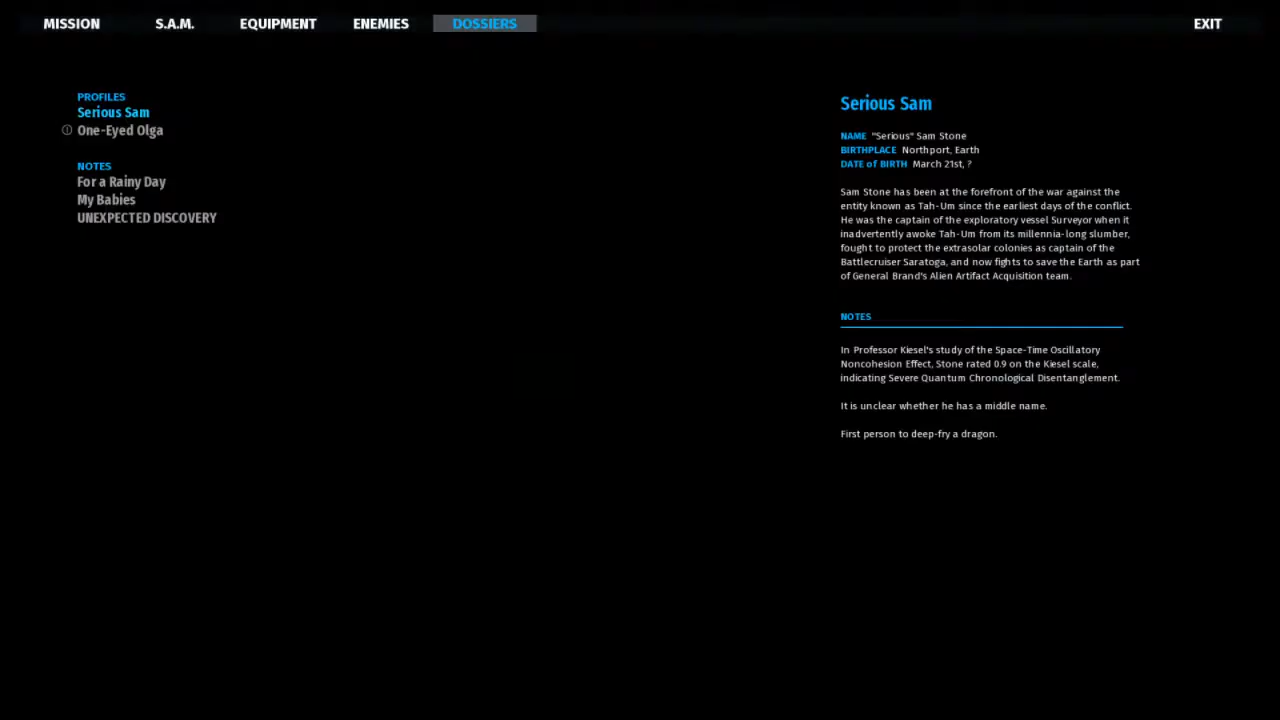 MISSION S.A.M. EQUIPMENT ENEMIES DOSSIERS EXIT
PROFILES
Serious Sam
One-Eyed Olga
NOTES
For a Rainy Day
My Babies
UNEXPECTED DISCOVERY
Serious Sam
NAME "Serious" Sam Stone
BIRTHPLACE Northport, Earth
DATE of BIRTH March 21st, ?
Sam Stone has been at the forefront of the war against the
entity known as Tah-Um since the earliest days of the conflict.
He was the captain of the exploratory vessel Surveyor when it
inadvertently awoke Tah-Um from its millennia-long slumber,
fought to protect the extrasolar colonies as captain of the
Battlecruiser Saratoga, and now fights to save the Earth as part
of General Brand's Alien Artifact Acquisition team.
NOTES
In Professor Kiesel's study of the Space-Time Oscillatory
Noncohesion Effect, Stone rated 0.9 on the Kiesel scale,
indicating Severe Quantum Chronological Disentanglement.
It is unclear whether he has a middle name.
First person to deep-fry a dragon.